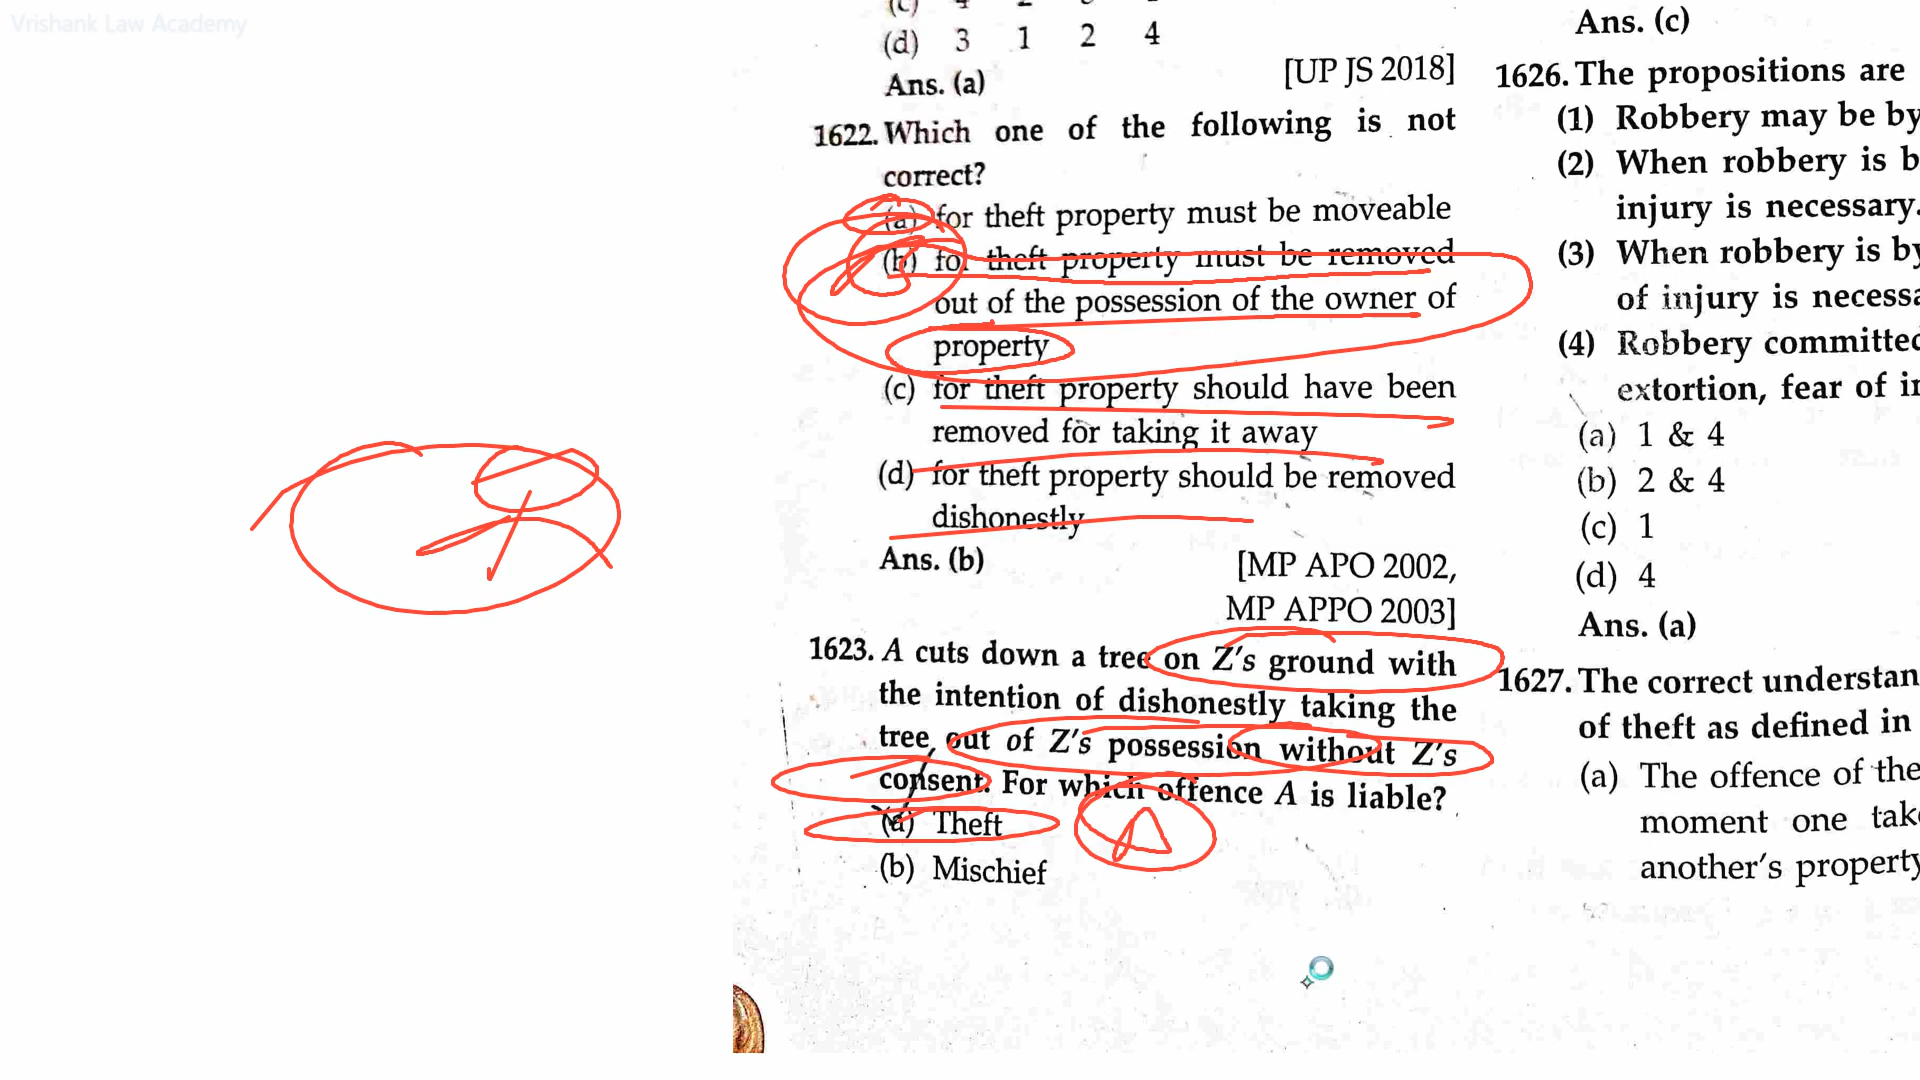 Vrishank Law Academy
(c) 4 2
(d) 3 1 2 4
Ans. (a)
[UP JS 2018]
1622. Which one of the following is not
correct?
(a) for theft property must be moveable
(b) for theft property must be removed
out of the possession of the owner of
property
(c) for theft property should have been
removed for taking it away
(d) for theft property should be removed
dishonestly
Ans. (b)
[MP APO 2002,
MP APPO 2003]
1623. A cuts down a tree on Z's ground with
the intention of dishonestly taking the
tree, out of Z's possession without Z's
consent. For which offence A is liable?
(a) Theft
A
(b) Mischief
Ans. (c)
1626. The propositions are
(1) Robbery may be by
(2) When robbery is b
injury is necessary.
(3) When robbery is by
of injury is necessa
(4) Robbery committed
extortion, fear of in
(a) 1 & 4
(b) 2 & 4
(c) 1
(d) 4
Ans. (a)
1627. The correct understan
of theft as defined in
(a) The offence of the
moment one take
another's property